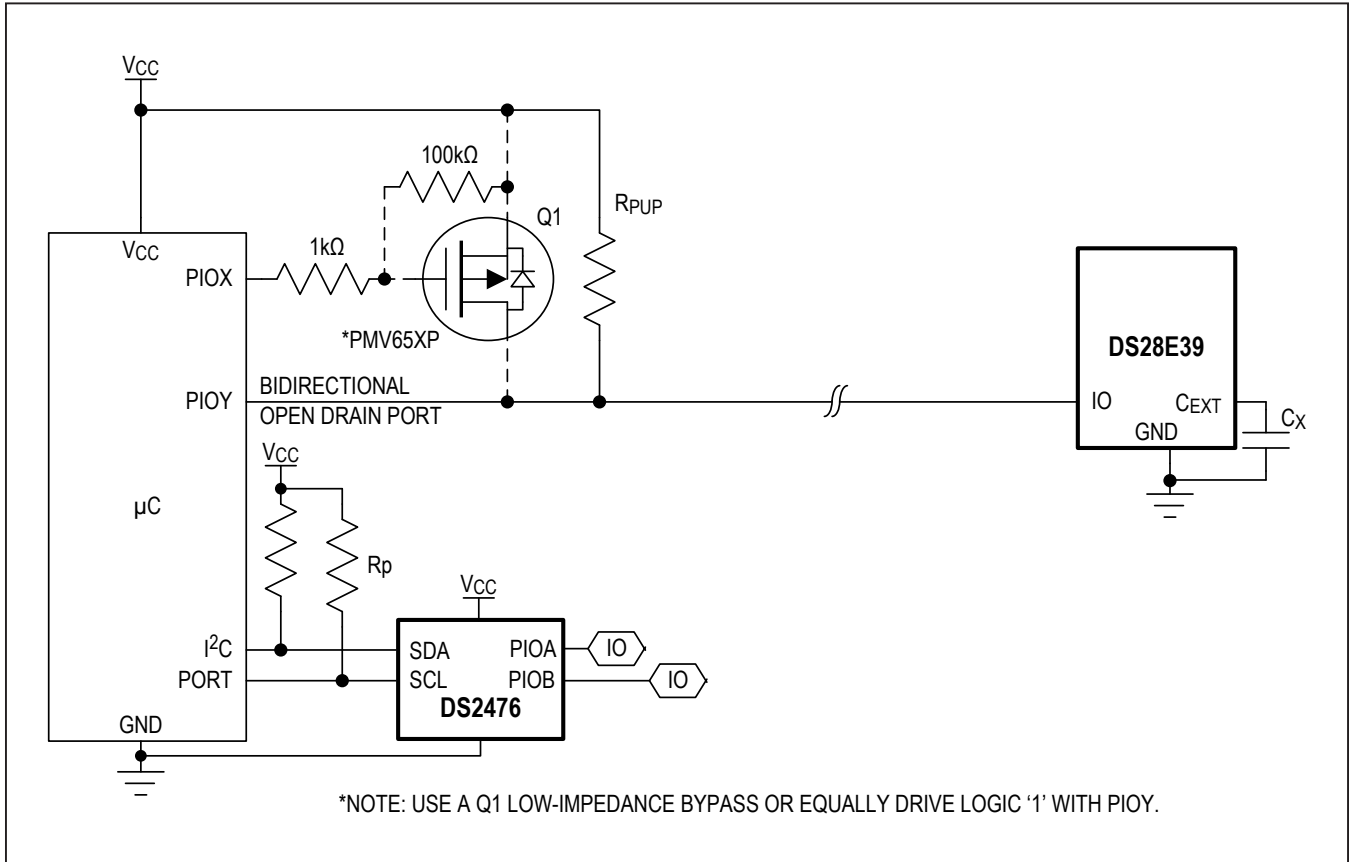 VCC
100kΩ
Q1
RPUP
VCC
1kΩ
PIOX
*PMV65XP
DS28E39
PIOY
BIDIRECTIONAL
OPEN DRAIN PORT
IO
CEXT
CX
GND
VCC
µC
Rp
VCC
I²C
SDA
PIOA
IO
PORT
SCL
PIOB
IO
DS2476
GND
*NOTE: USE A Q1 LOW-IMPEDANCE BYPASS OR EQUALLY DRIVE LOGIC ‘1’ WITH PIOY.